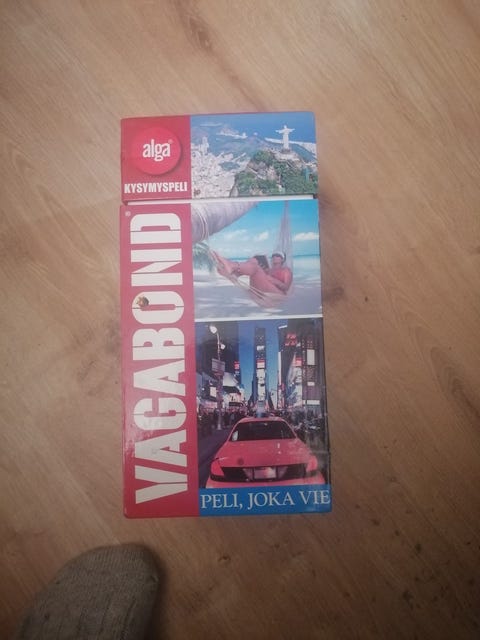 alga®
KYSYMYSPELI
VAGABOND
PELI, JOKA VIE